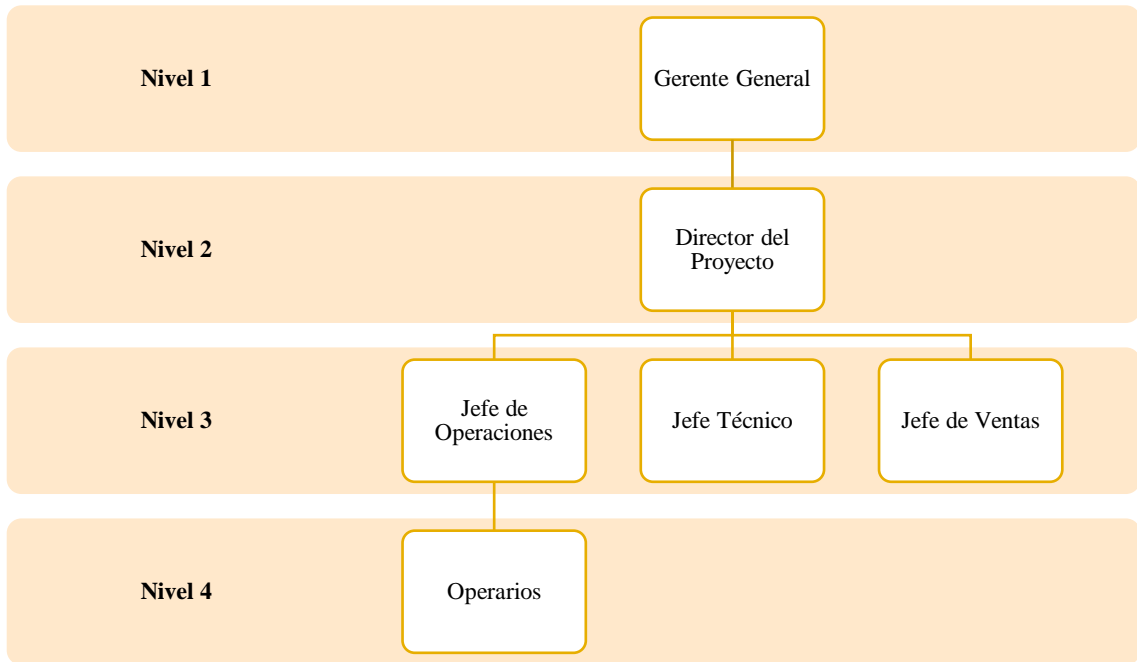 Nivel 1
Gerente General
Nivel 2
Director del
Proyecto
Nivel 3
Jefe de
Operaciones
Jefe Técnico
Jefe de Ventas
Nivel 4
Operarios